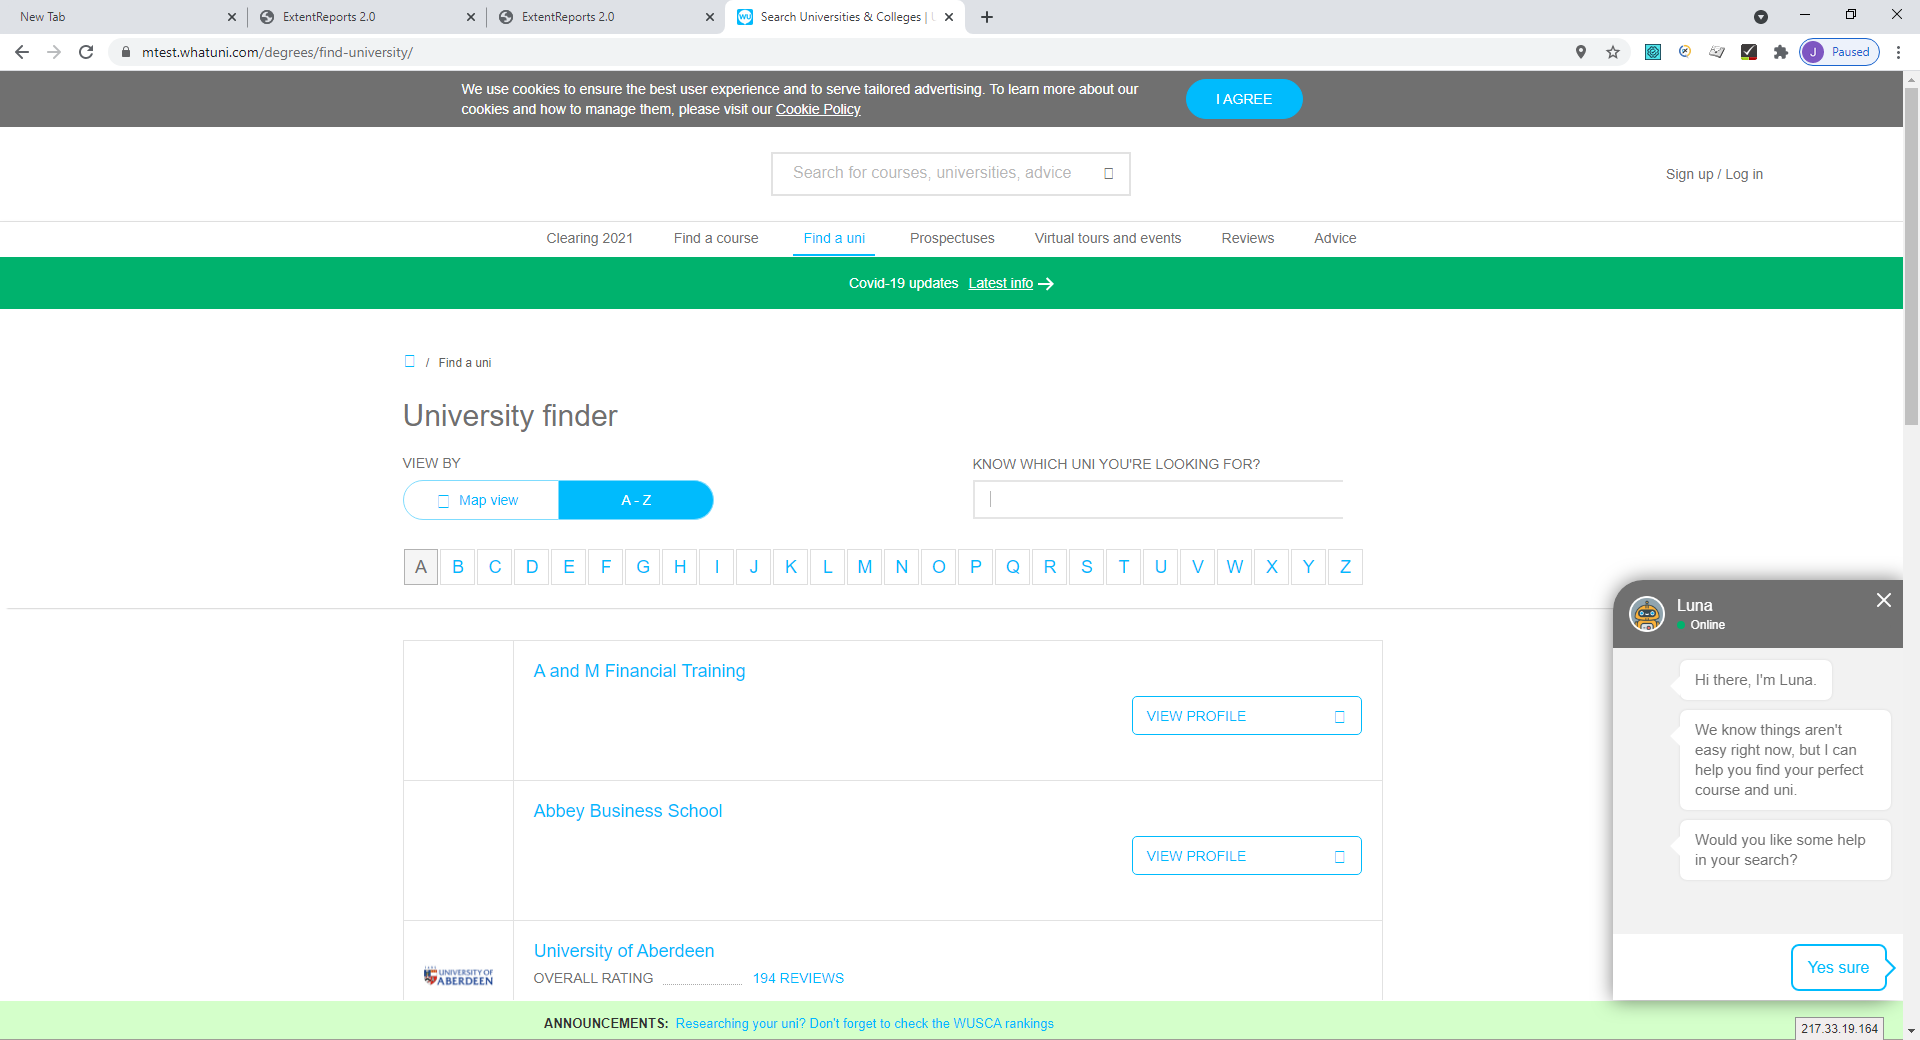 New Tab
ExtentReports 2.0
ExtentReports 2.0
Search Universities & Colleges |
mtest.whatuni.com/degrees/find-university/
J Paused
We use cookies to ensure the best user experience and to serve tailored advertising. To learn more about our
cookies and how to manage them, please visit our Cookie Policy
I AGREE
Search for courses, universities, advice
Sign up / Log in
Clearing 2021
Find a course
Find a uni
Prospectuses
Virtual tours and events
Reviews
Advice
Covid-19 updates Latest info
/ Find a uni
University finder
VIEW BY
KNOW WHICH UNI YOU'RE LOOKING FOR?
Map view
A - Z
A B C D E F G H I J K L M N O P Q R S T U V W X Y Z
A and M Financial Training
VIEW PROFILE
Abbey Business School
VIEW PROFILE
UNIVERSITY OF
ABERDEEN
University of Aberdeen
OVERALL RATING 194 REVIEWS
Luna
Online
Hi there, I'm Luna.
We know things aren't
easy right now, but I can
help you find your perfect
course and uni.
Would you like some help
in your search?
Yes sure
ANNOUNCEMENTS: Researching your uni? Don't forget to check the WUSCA rankings
217.33.19.164